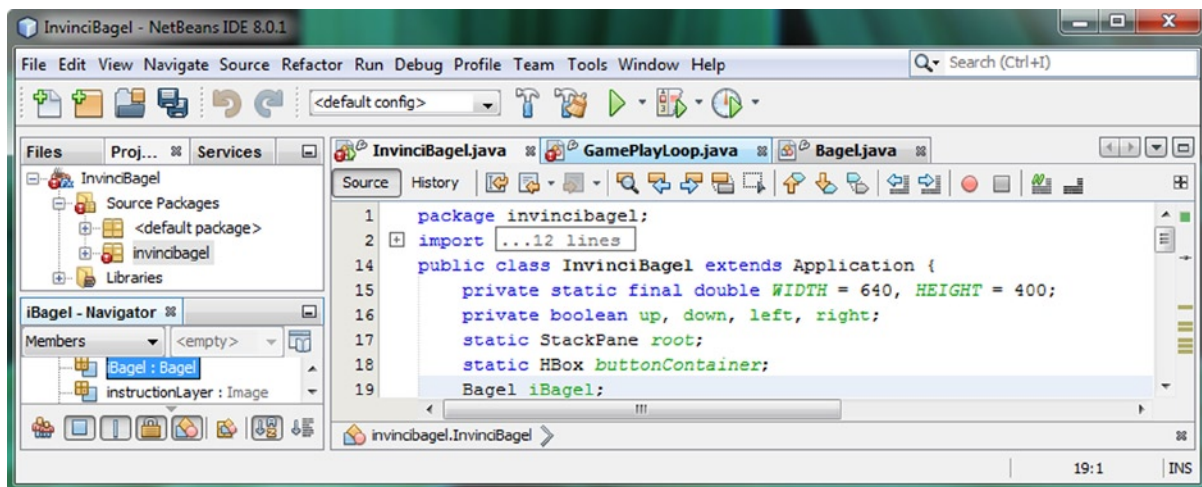 InvinciBagel - NetBeans IDE 8.0.1
File Edit View Navigate Source Refactor Run Debug Profile Team Tools Window Help
Search (Ctrl+I)
<default config>
Files Proj... Services
InvinciBagel.java GamePlayLoop.java Bagel.java
InvinciBagel
Source Packages
<default package>
invincibagel
Libraries
Source History
1 package invincibagel;
2 import ...12 lines
14 public class InvinciBagel extends Application {
15 private static final double WIDTH = 640, HEIGHT = 400;
16 private boolean up, down, left, right;
17 static StackPane root;
18 static HBox buttonContainer;
19 Bagel iBagel;
iBagel - Navigator
Members <empty>
iBagel : Bagel
instructionLayer : Image
invincibagel.InvinciBagel
19:1 INS